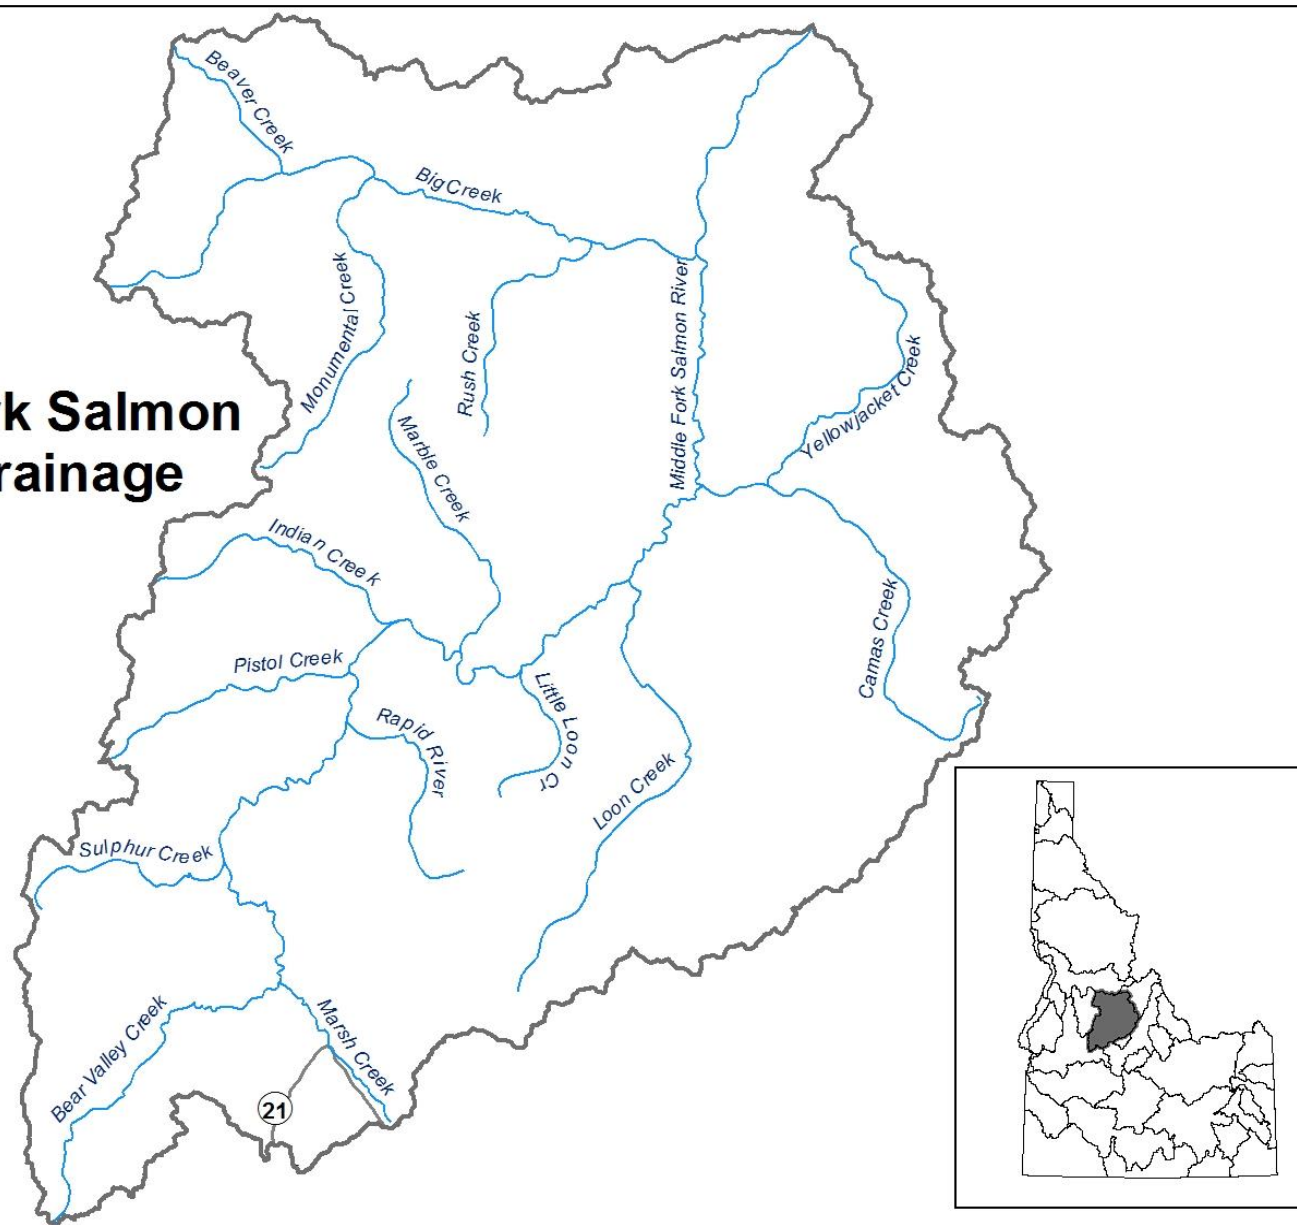 Beaver Creek
Big Creek
Monumental Creek
Rush Creek
Middle Fork Salmon River
Yellowjacket Creek
rk Salmon
rainage
Marble Creek
Indian Creek
Camas Creek
Pistol Creek
Rapid River
Little Loon Cr
Loon Creek
Sulphur Creek
Bear Valley Creek
Marsh Creek
21